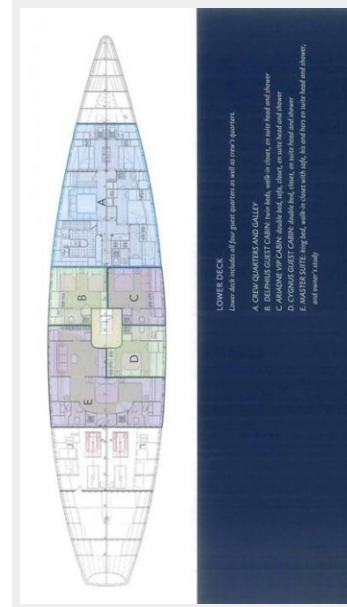 LOWER DECK
Lower deck includes all four guest quarters as well as crew's quarters.
A. CREW QUARTERS AND GALLEY
B. DELPHIUS GUEST CABIN: twin beds, walk-in closet, en suite head and shower
C. ARIADNE VIP CABIN: double bed, sofa, closet, en suite head and shower
D. CYGNUS GUEST CABIN: double bed, closet, en suite head and shower
E. MASTER SUITE: king bed, walk-in closet with safe, his and hers en suite head and shower,
and owner's study
A
B
C
D
E